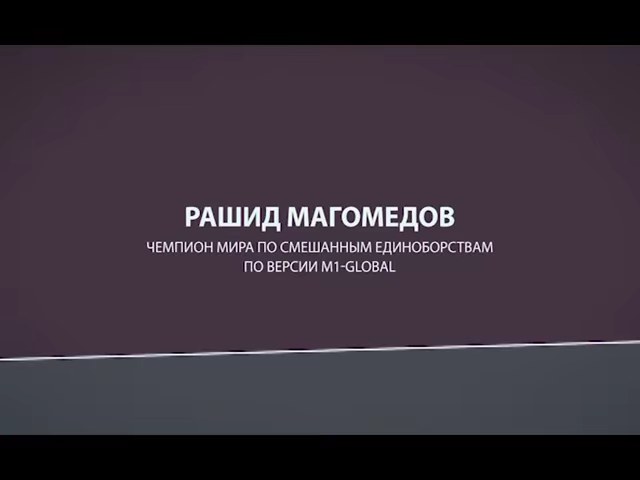 РАШИД МАГОМЕДОВ
ЧЕМПИОН МИРА ПО СМЕШАННЫМ ЕДИНОБОРСТВАМ
ПО ВЕРСИИ M1-GLOBAL